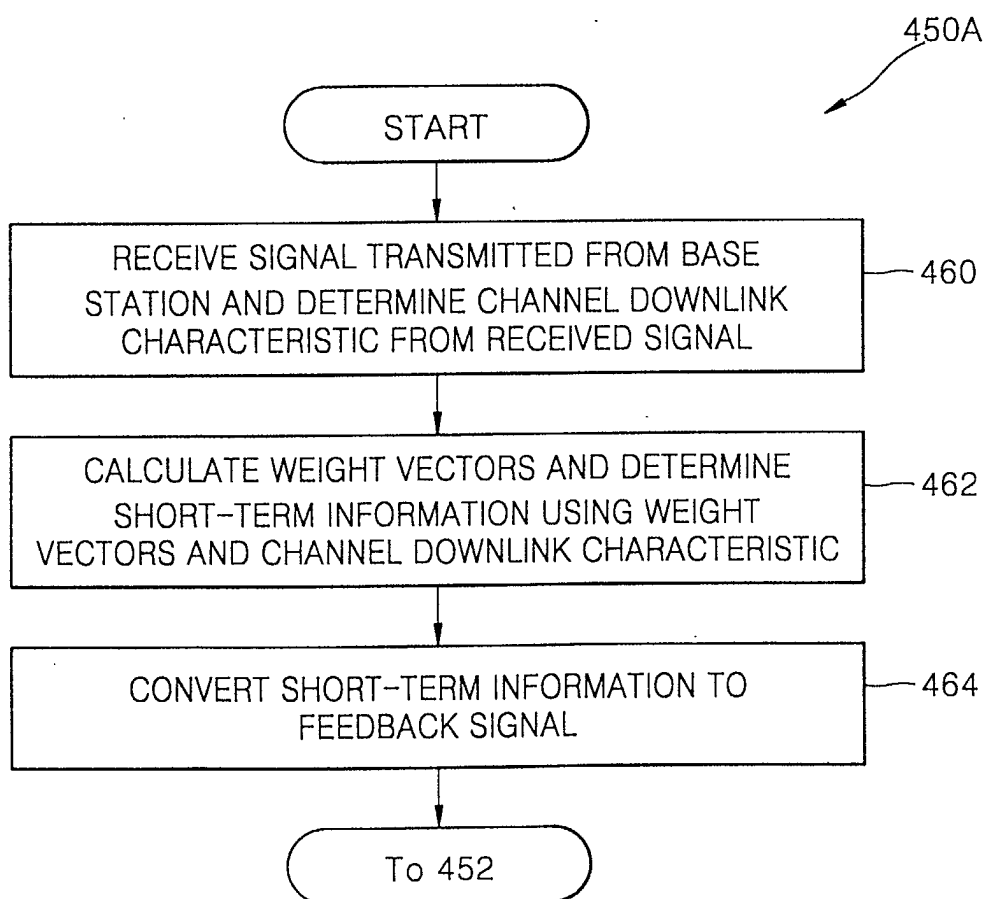 450A
START
RECEIVE SIGNAL TRANSMITTED FROM BASE
STATION AND DETERMINE CHANNEL DOWNLINK
CHARACTERISTIC FROM RECEIVED SIGNAL
460
CALCULATE WEIGHT VECTORS AND DETERMINE
SHORT-TERM INFORMATION USING WEIGHT
VECTORS AND CHANNEL DOWNLINK CHARACTERISTIC
462
CONVERT SHORT-TERM INFORMATION TO
FEEDBACK SIGNAL
464
To 452